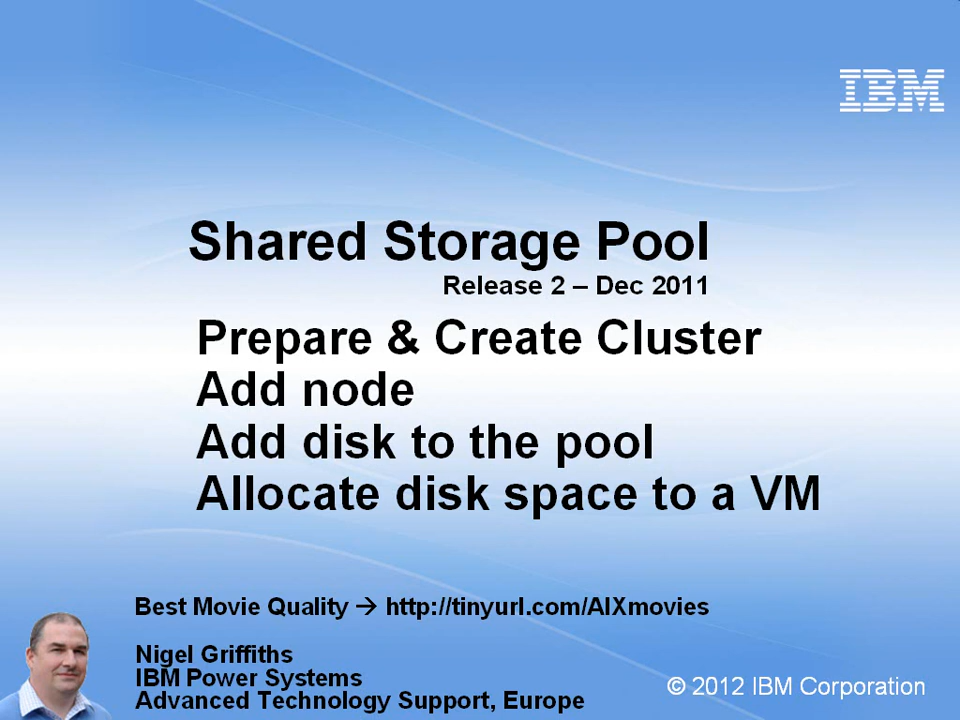 IBM
Shared Storage Pool
Release 2 – Dec 2011
Prepare & Create Cluster
Add node
Add disk to the pool
Allocate disk space to a VM
Best Movie Quality → http://tinyurl.com/AIXmovies
Nigel Griffiths
IBM Power Systems
Advanced Technology Support, Europe
© 2012 IBM Corporation